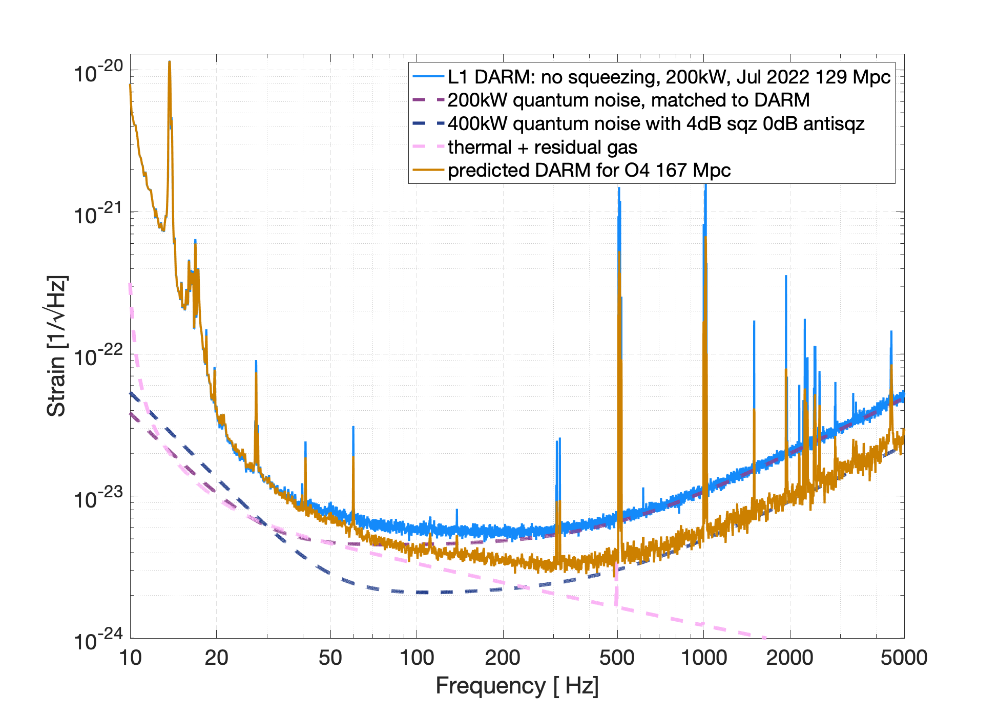 L1 DARM: no squeezing, 200kW, Jul 2022 129 Mpc
200kW quantum noise, matched to DARM
400kW quantum noise with 4dB sqz 0dB antisqz
thermal + residual gas
predicted DARM for O4 167 Mpc
Strain [1/√Hz]
10^-20
10^-21
10^-22
10^-23
10^-24
10 20 50 100 200 500 1000 2000 5000
Frequency [ Hz]